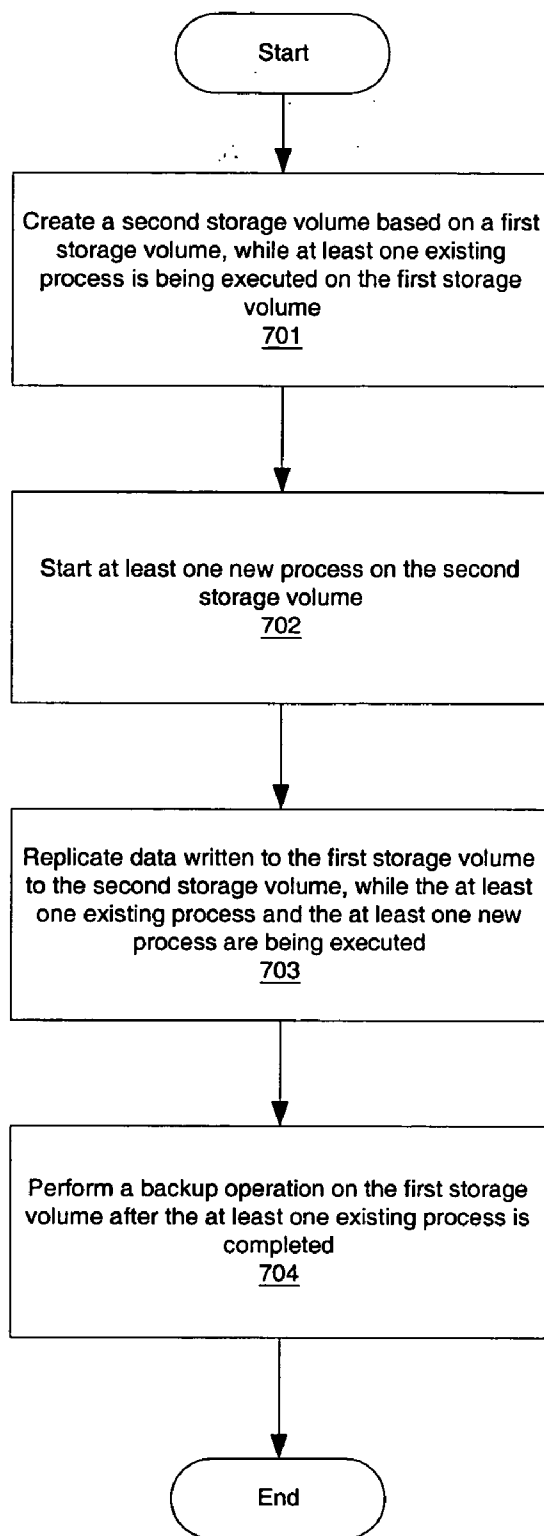 Start
Create a second storage volume based on a first
storage volume, while at least one existing
process is being executed on the first storage
volume
701
Start at least one new process on the second
storage volume
702
Replicate data written to the first storage volume
to the second storage volume, while the at least
one existing process and the at least one new
process are being executed
703
Perform a backup operation on the first storage
volume after the at least one existing process is
completed
704
End